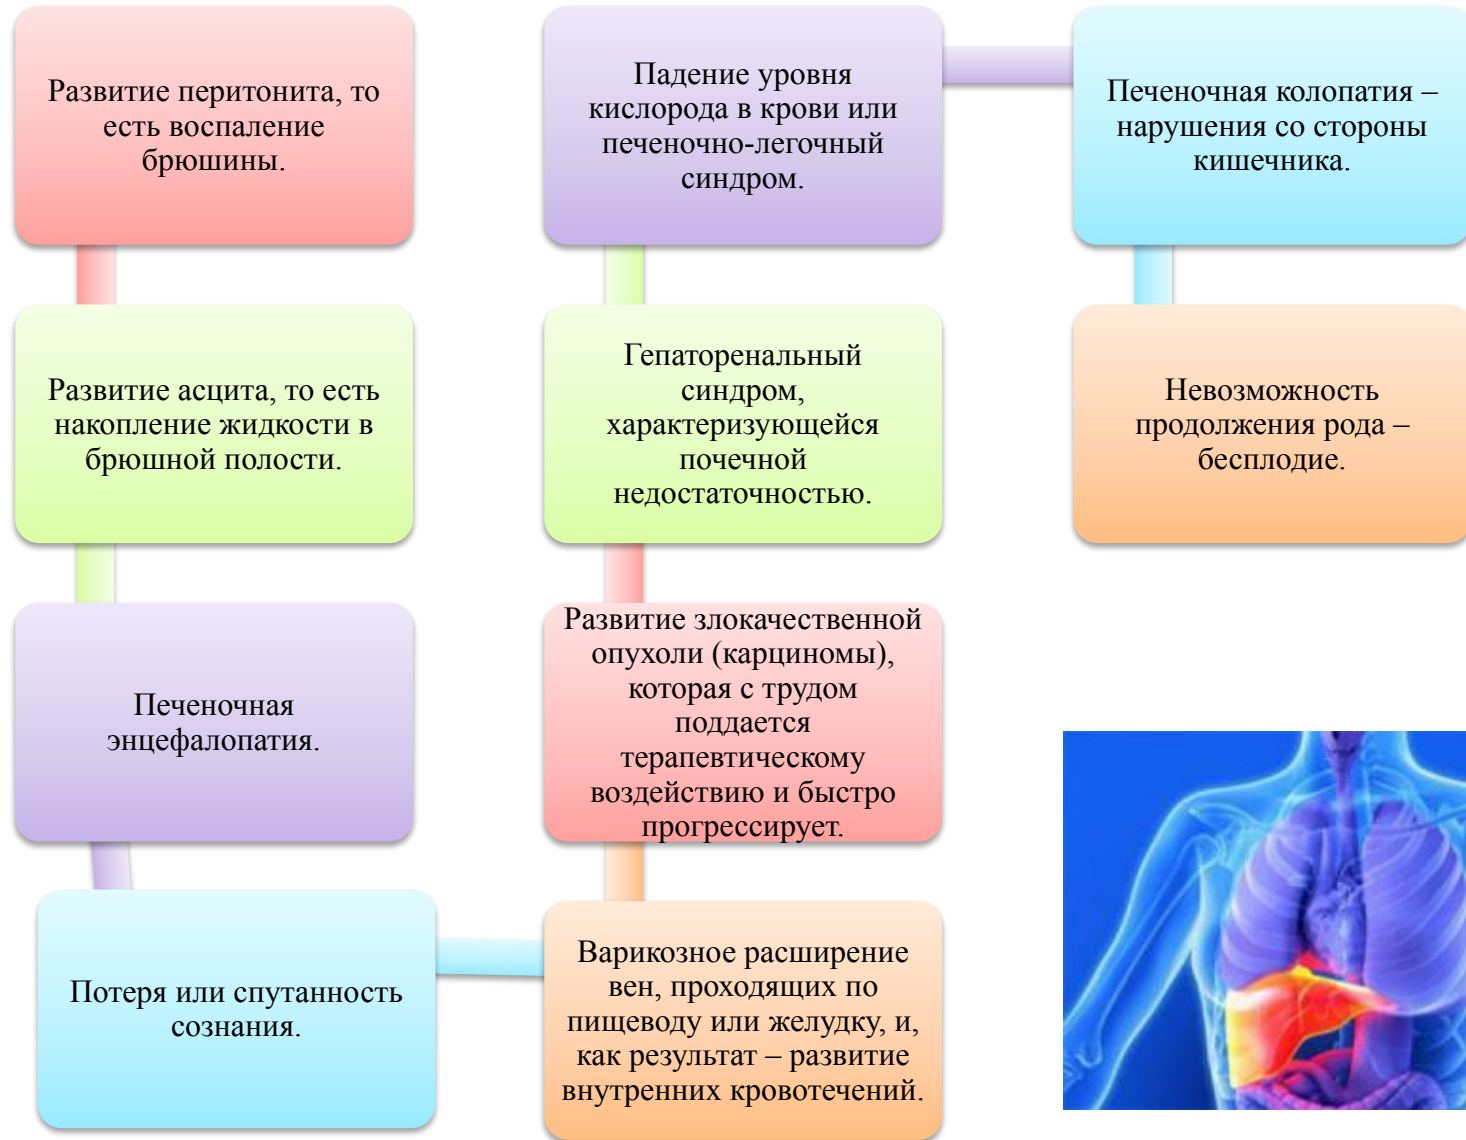 Развитие перитонита, то
есть воспаление
брюшины.
Развитие асцита, то есть
накопление жидкости в
брюшной полости.
Печеночная
энцефалопатия.
Потеря или спутанность
сознания.
Варикозное расширение
вен, проходящих по
пищеводу или желудку, и,
как результат – развитие
внутренних кровотечений.
Развитие злокачественной
опухоли (карциномы),
которая с трудом
поддается
терапевтическому
воздействию и быстро
прогрессирует.
Гепаторенальный
синдром,
характеризующейся
почечной
недостаточностью.
Падение уровня
кислорода в крови или
печеночно-легочный
синдром.
Печеночная колопатия –
нарушения со стороны
кишечника.
Невозможность
продолжения рода –
бесплодие.